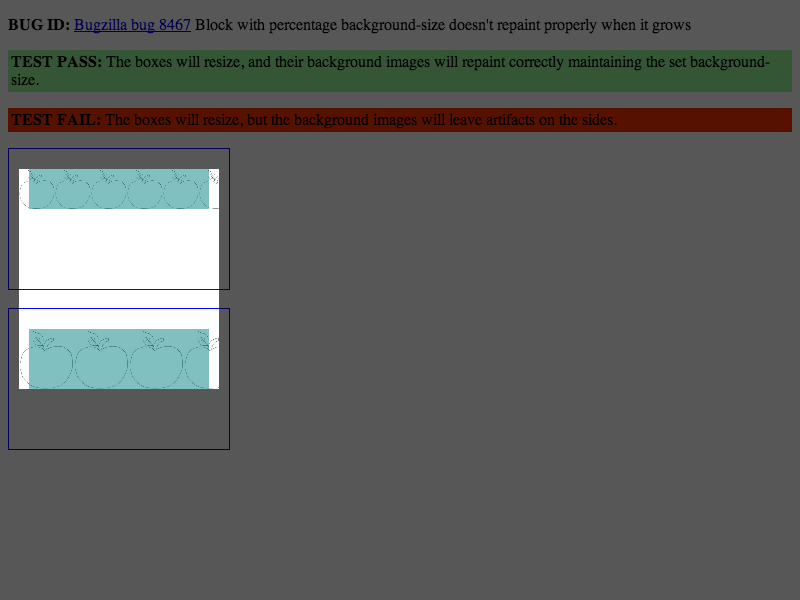 BUG ID: Bugzilla bug 8467 Block with percentage background-size doesn't repaint properly when it grows
TEST PASS: The boxes will resize, and their background images will repaint correctly maintaining the set background-
size.
TEST FAIL: The boxes will resize, but the background images will leave artifacts on the sides.